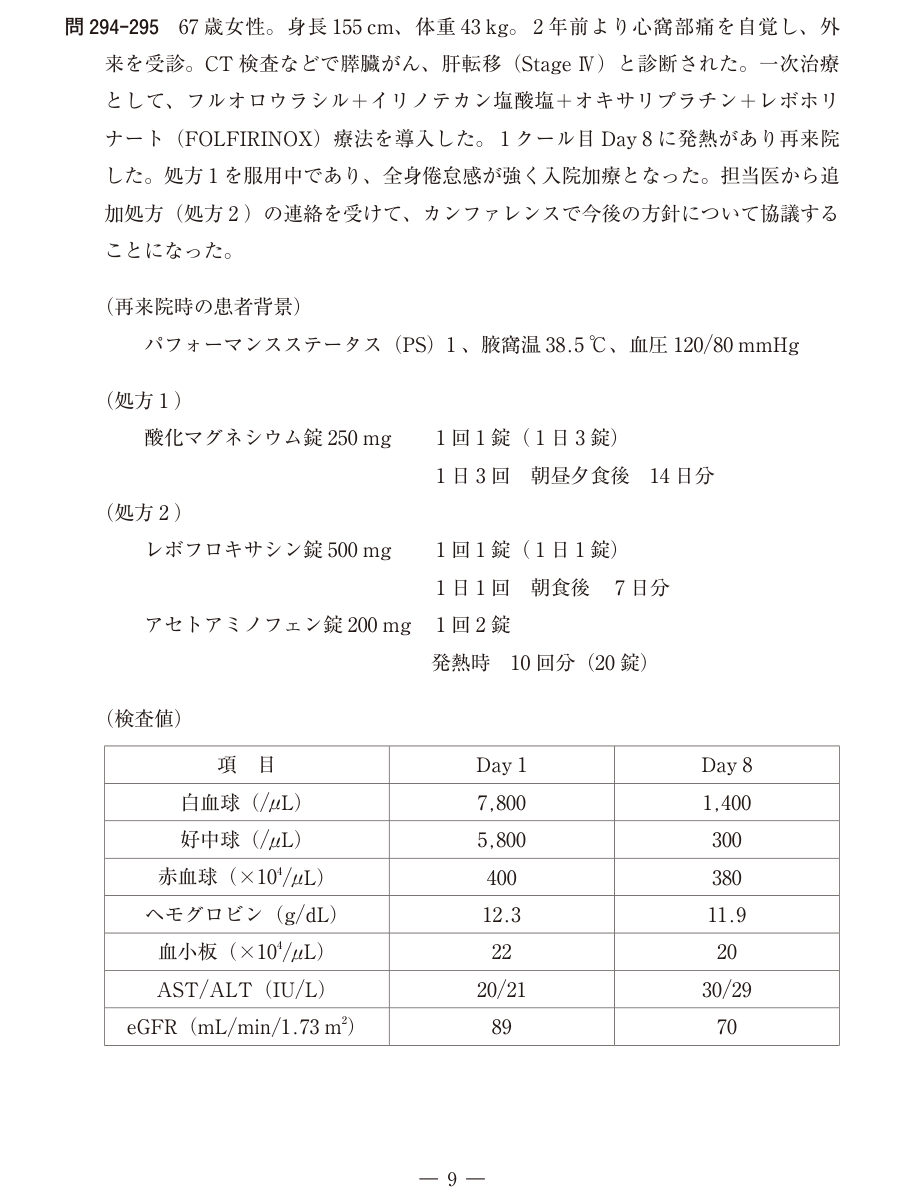 問 294-295　67 歳女性。身長 155 cm、体重 43 kg。2 年前より心窩部痛を自覚し、外
来を受診。CT 検査などで膵臓がん、肝転移（Stage Ⅳ）と診断された。一次治療
として、フルオロウラシル＋イリノテカン塩酸塩＋オキサリプラチン＋レボホリ
ナート（FOLFIRINOX）療法を導入した。1 クール目 Day 8 に発熱があり再来院
した。処方 1 を服用中であり、全身倦怠感が強く入院加療となった。担当医から追
加処方（処方 2 ）の連絡を受けて、カンファレンスで今後の方針について協議する
ことになった。
（再来院時の患者背景）
パフォーマンスステータス（PS）1 、腋窩温 38.5 ℃、血圧 120/80 mmHg
（処方 1 ）
酸化マグネシウム錠 250 mg　1 回 1 錠（ 1 日 3 錠）
1 日 3 回　朝昼夕食後　14 日分
（処方 2 ）
レボフロキサシン錠 500 mg　1 回 1 錠（ 1 日 1 錠）
1 日 1 回　朝食後　7 日分
アセトアミノフェン錠 200 mg　1 回 2 錠
発熱時　10 回分（20 錠）
（検査値）
項　目　Day 1　Day 8
白血球（/μL）　7,800　1,400
好中球（/μL）　5,800　300
赤血球（×10⁴/μL）　400　380
ヘモグロビン（g/dL）　12.3　11.9
血小板（×10⁴/μL）　22　20
AST/ALT（IU/L）　20/21　30/29
eGFR（mL/min/1.73 m²）　89　70
― 9 ―